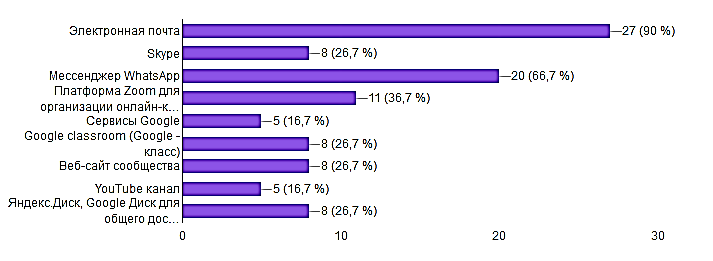 Электронная почта
27 (90 %)
Skype
8 (26,7 %)
Мессенджер WhatsApp
20 (66,7 %)
Платформа Zoom для
организации онлайн-к...
11 (36,7 %)
Сервисы Google
5 (16,7 %)
Google classroom (Google -
класс)
8 (26,7 %)
Веб-сайт сообщества
8 (26,7 %)
YouTube канал
5 (16,7 %)
Яндекс.Диск, Google Диск для
общего дос...
8 (26,7 %)
0 10 20 30